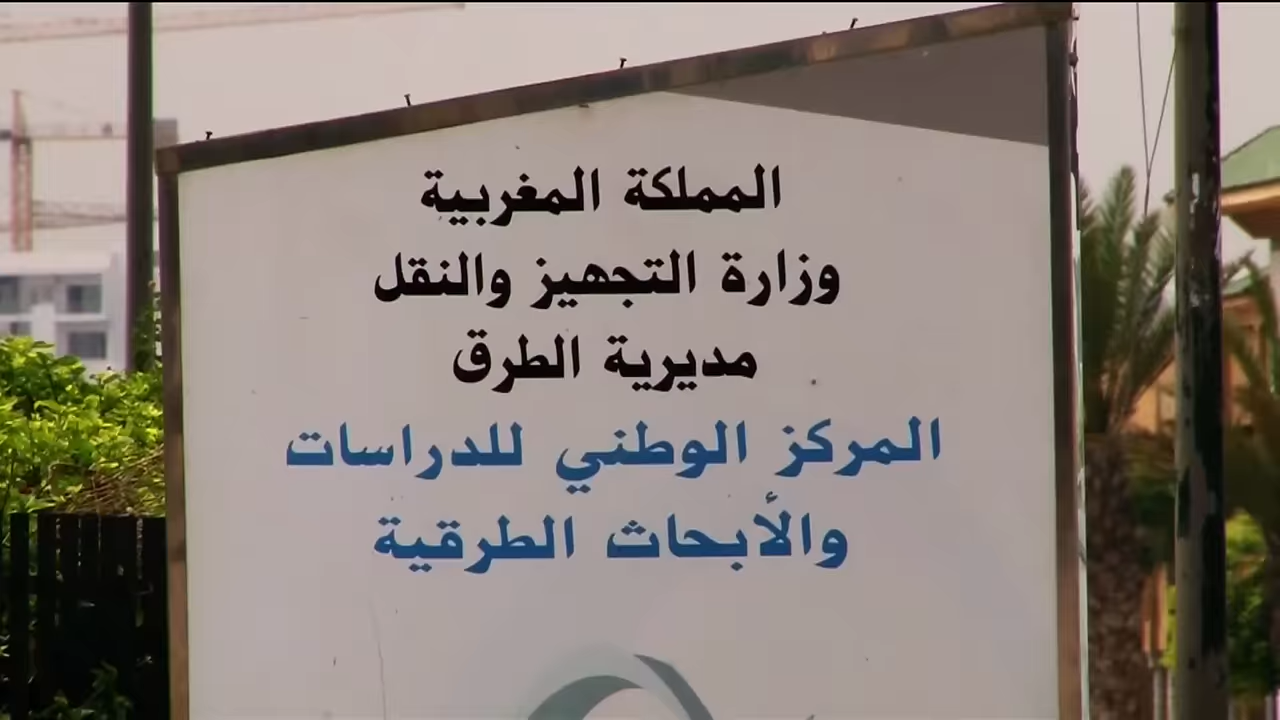 المملكة المغربية
وزارة التجهيز والنقل
مديرية الطرق
المركز الوطني للدراسات
والأبحاث الطرقية